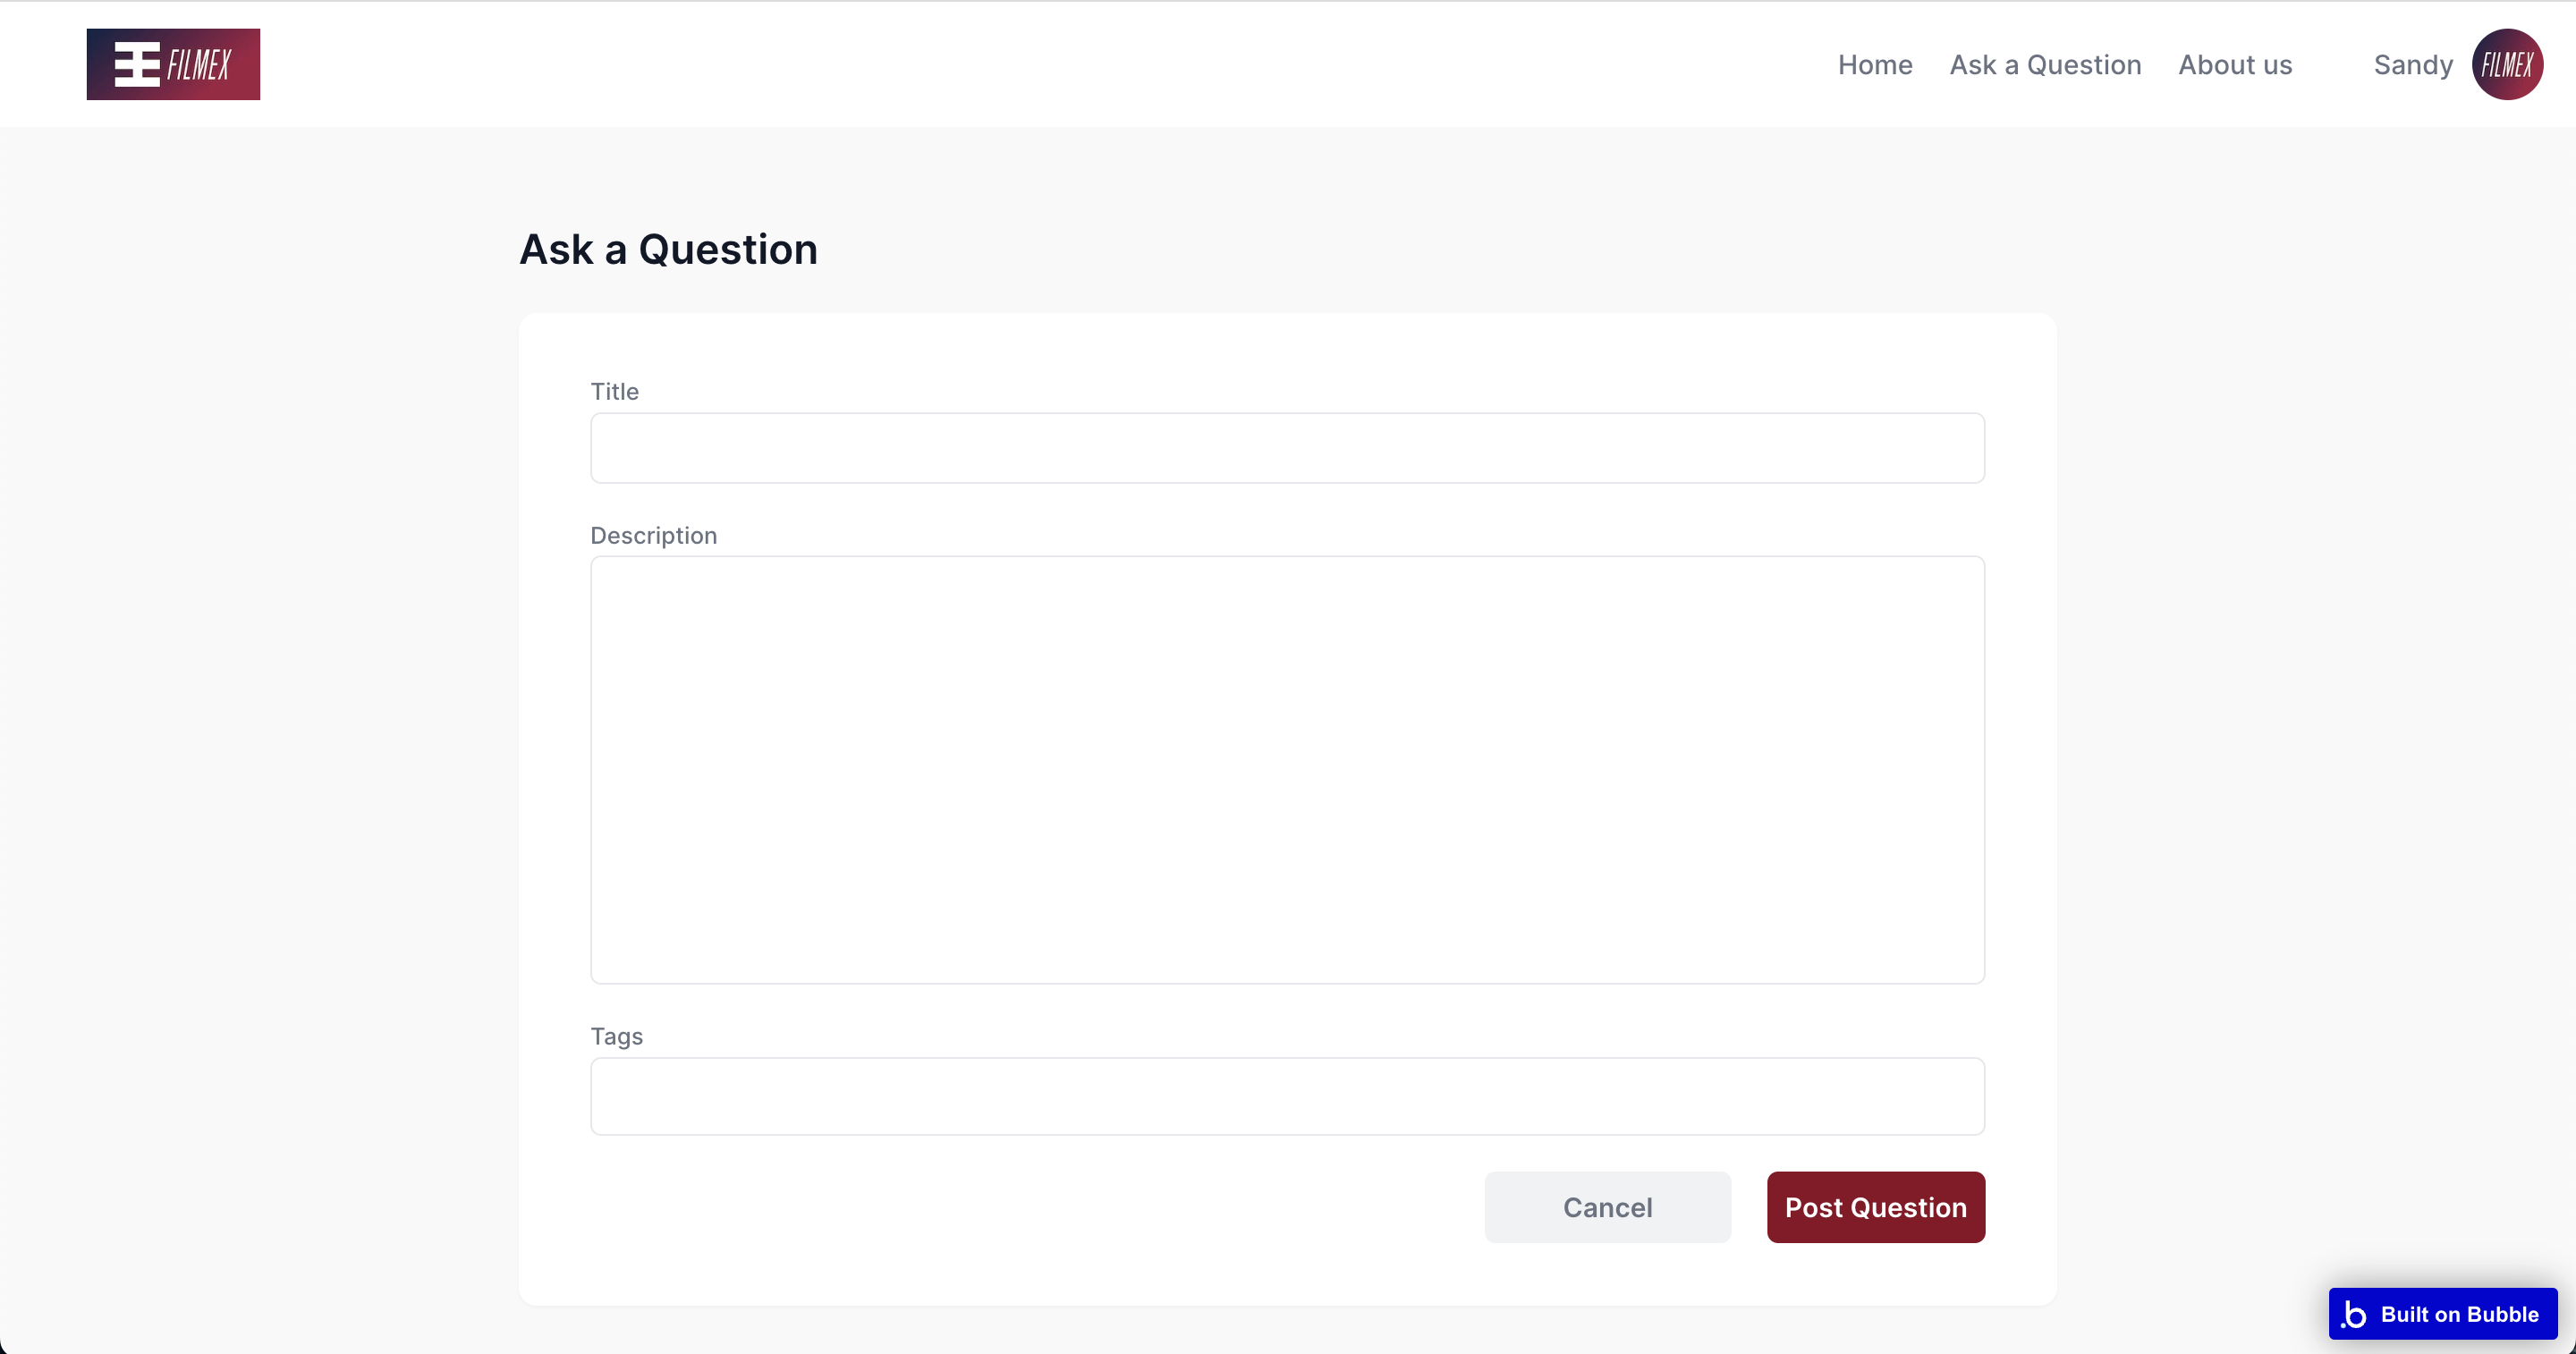 FILMEX
Home Ask a Question About us Sandy FILMEX
Ask a Question
Title
Description
Tags
Cancel Post Question
.b Built on Bubble